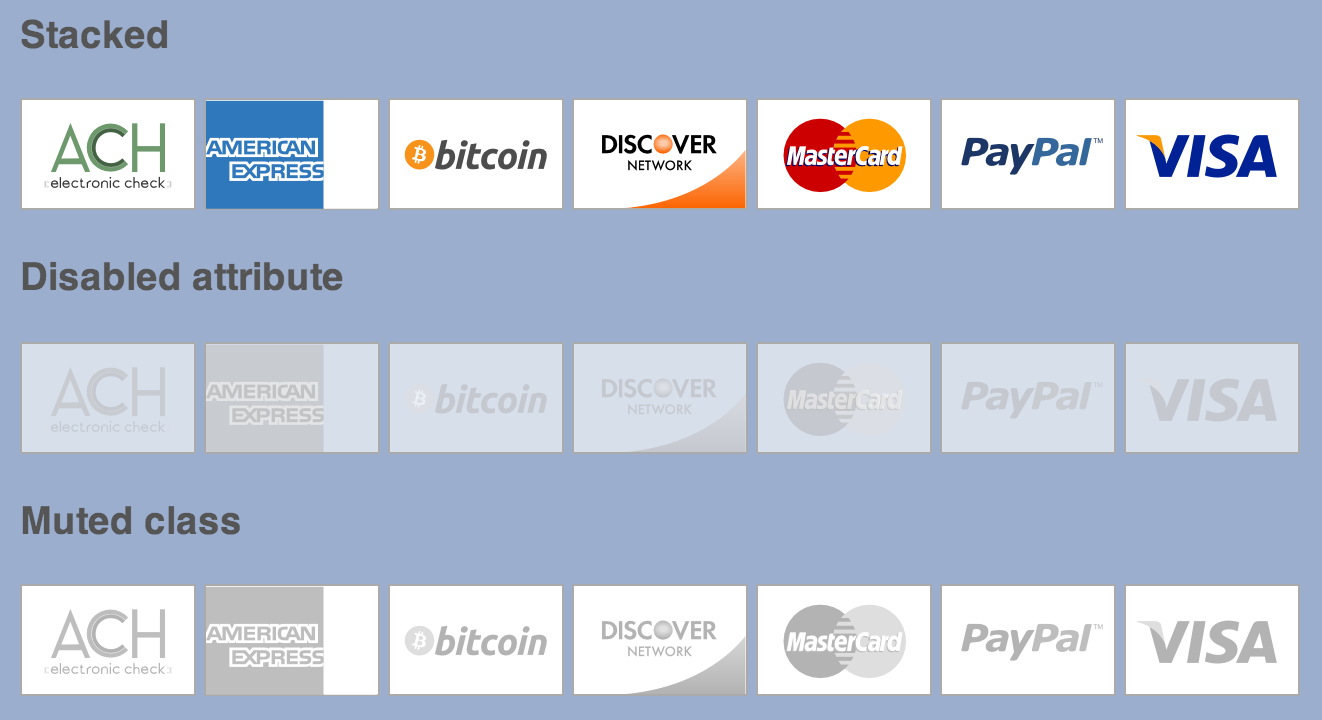 Stacked
ACH
electronic check
AMERICAN
EXPRESS
bitcoin
DISCOVER
NETWORK
MasterCard
PayPal™
VISA
Disabled attribute
ACH
electronic check
AMERICAN
EXPRESS
bitcoin
DISCOVER
NETWORK
MasterCard
PayPal™
VISA
Muted class
ACH
electronic check
AMERICAN
EXPRESS
bitcoin
DISCOVER
NETWORK
MasterCard
PayPal™
VISA